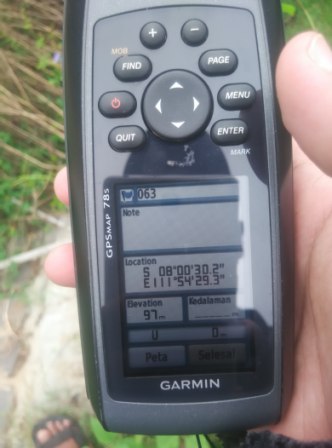 + −
MOB
FIND PAGE
MENU
QUIT ENTER
MARK
GPSMAP 78s
063
Note
Location
S 08°00'30.2"
E111°54'29.3"
Elevation Kedalaman
97m
U 0m
Peta Selesai
GARMIN